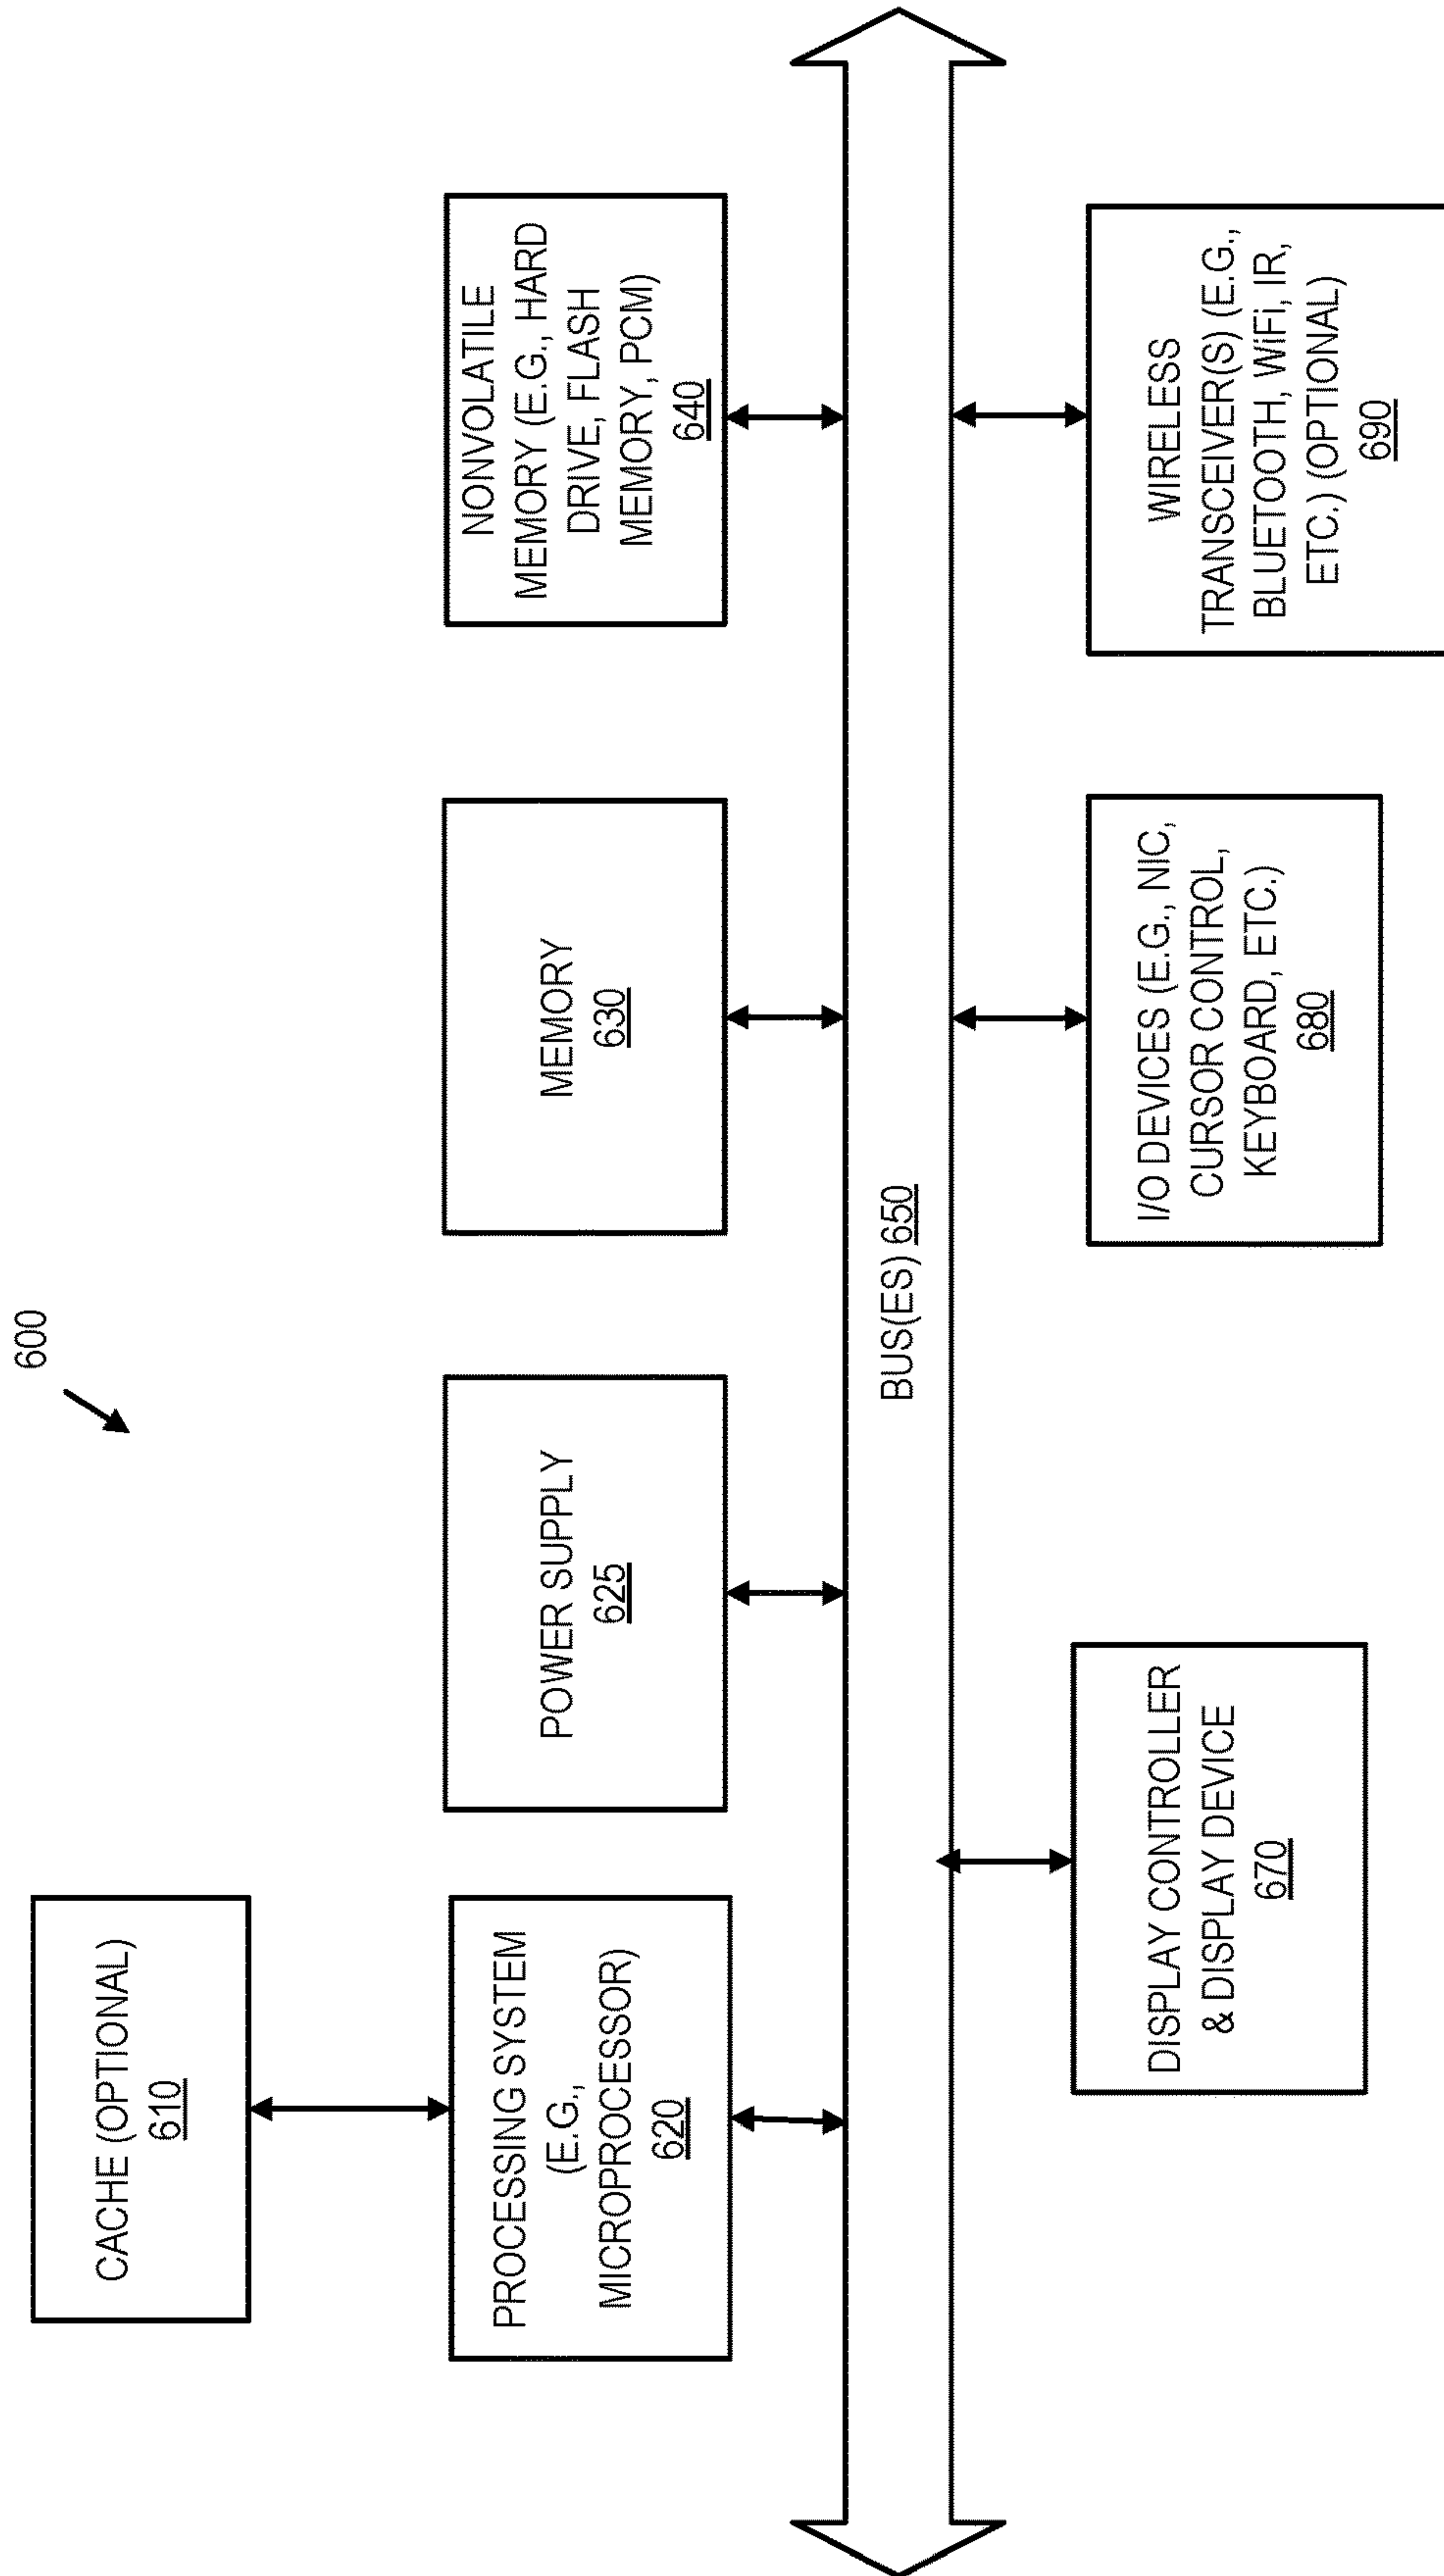 600
CACHE (OPTIONAL)
610
PROCESSING SYSTEM
(E.G.,
MICROPROCESSOR)
620
POWER SUPPLY
625
MEMORY
630
NONVOLATILE
MEMORY (E.G., HARD
DRIVE, FLASH
MEMORY, PCM)
640
BUS(ES) 650
DISPLAY CONTROLLER
& DISPLAY DEVICE
670
I/O DEVICES (E.G., NIC,
CURSOR CONTROL,
KEYBOARD, ETC.)
680
WIRELESS
TRANSCEIVER(S) (E.G.,
BLUETOOTH, WiFi, IR,
ETC.) (OPTIONAL)
690